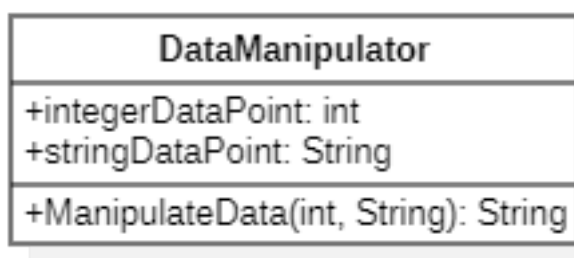 DataManipulator
+integerDataPoint: int
+stringDataPoint: String
+ManipulateData(int, String): String